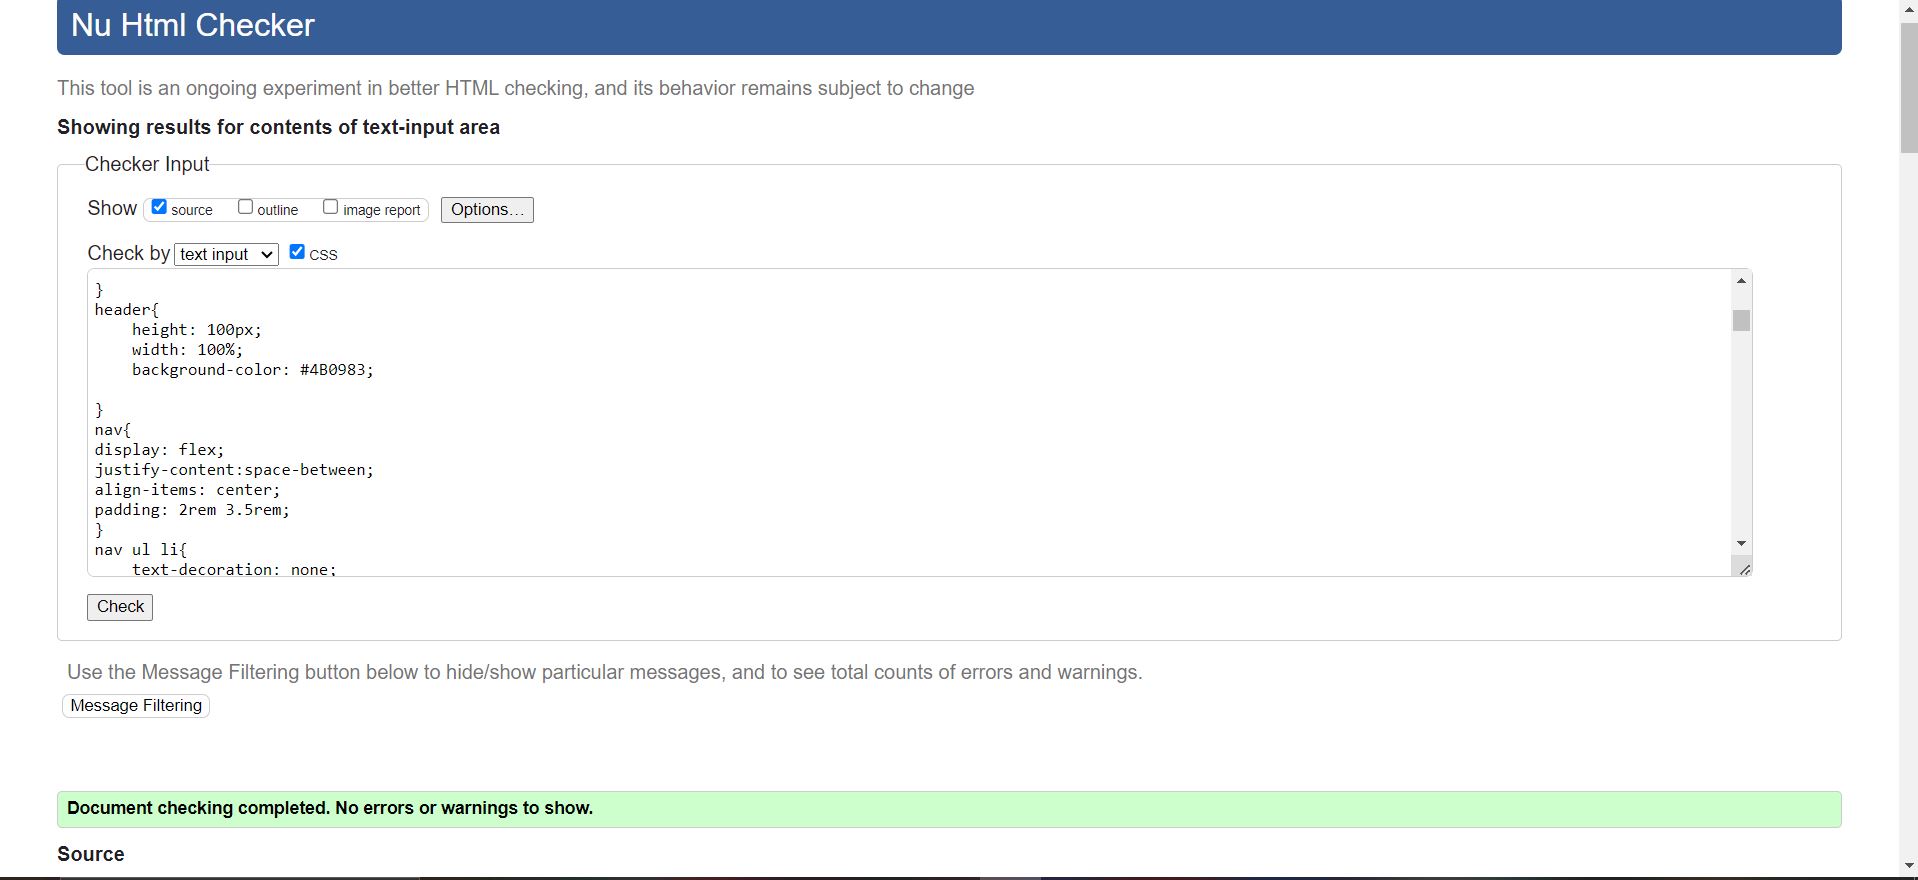 Nu Html Checker
This tool is an ongoing experiment in better HTML checking, and its behavior remains subject to change
Showing results for contents of text-input area
Checker Input
Show source outline image report Options...
Check by text input CSS
}
header{
    height: 100px;
    width: 100%;
    background-color: #4B0983;
}
nav{
display: flex;
justify-content:space-between;
align-items: center;
padding: 2rem 3.5rem;
}
nav ul li{
    text-decoration: none;
Check
Use the Message Filtering button below to hide/show particular messages, and to see total counts of errors and warnings.
Message Filtering
Document checking completed. No errors or warnings to show.
Source